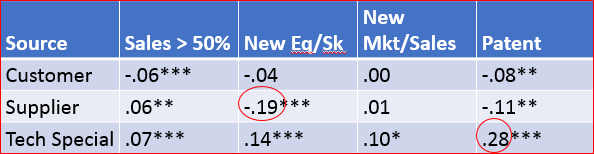 Source Sales > 50% New Eq/Sk New Mkt/Sales Patent
Customer -.06*** -.04 .00 -.08**
Supplier .06** -.19*** .01 -.11**
Tech Special .07*** .14*** .10* .28***